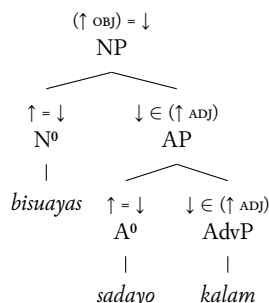 (↑ OBJ) = ↓
NP
↑ = ↓ ↓ ∈ (↑ ADJ)
N⁰ AP
bisuayas ↑ = ↓ ↓ ∈ (↑ ADJ)
A⁰ AdvP
sadayo kalam